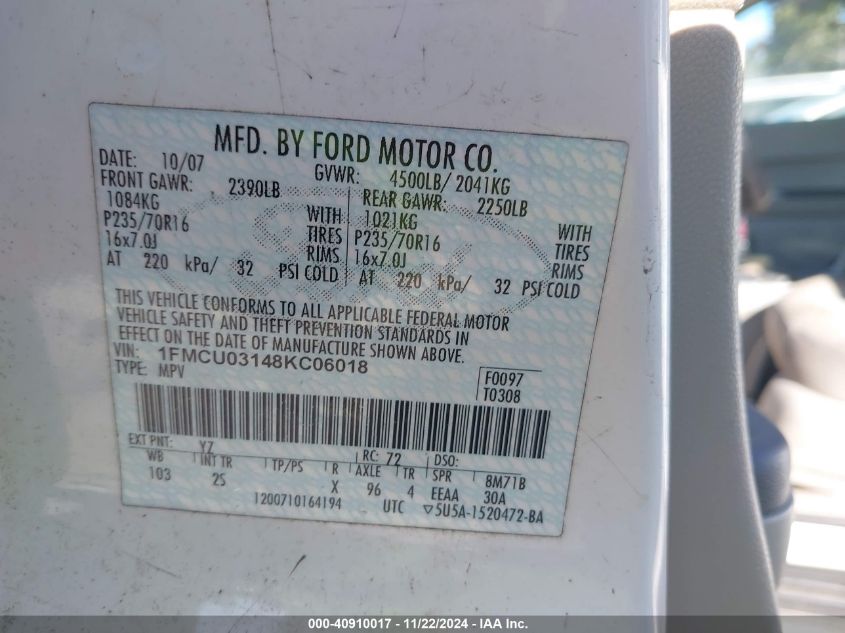 MFD. BY FORD MOTOR CO.
DATE: 10/07 GVWR: 4500LB/ 2041KG
FRONT GAWR: 2390LB REAR GAWR: 2250LB
1084KG WITH 1021KG WITH
P235/70R16 TIRES P235/70R16 TIRES
16x7.0J RIMS 16x7.0J RIMS
AT 220 kPa/ 32 PSI COLD AT 220 kPa/ 32 PSI COLD
THIS VEHICLE CONFORMS TO ALL APPLICABLE FEDERAL MOTOR
VEHICLE SAFETY AND THEFT PREVENTION STANDARDS IN
EFFECT ON THE DATE OF MANUFACTURE SHOWN ABOVE.
VIN: 1FMCU03148KC06018
TYPE: MPV
F0097
T0308
EXT PNT: YZ RC: 72 DSO:
WB INT TR TP/PS R AXLE TR SPR 8M71B
103 2S X 96 4 EEAA 30A
1200710164194 UTC ▽5U5A-1520472-BA
000-40910017 - 11/22/2024 - IAA Inc.